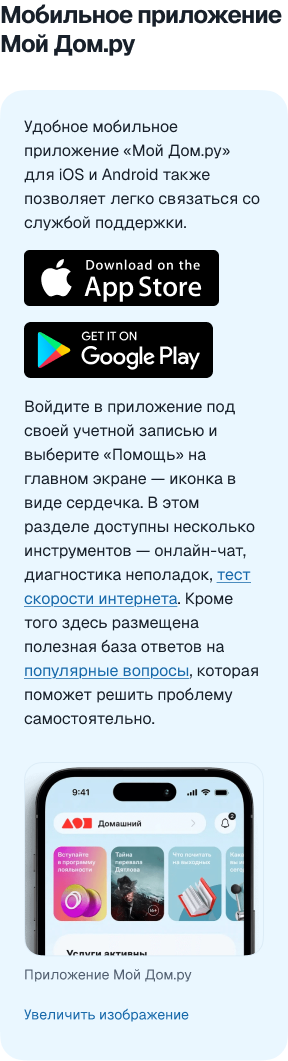 Мобильное приложение
Мой Дом.ру
Удобное мобильное
приложение «Мой Дом.ру»
для iOS и Android также
позволяет легко связаться со
службой поддержки.
Download on the
App Store
GET IT ON
Google Play
Войдите в приложение под
своей учетной записью и
выберите «Помощь» на
главном экране — иконка в
виде сердечка. В этом
разделе доступны несколько
инструментов — онлайн-чат,
диагностика неполадок, тест
скорости интернета. Кроме
того здесь размещена
полезная база ответов на
популярные вопросы, которая
поможет решить проблему
самостоятельно.
9:41
Домашний
2
Вступайте
в программу
лояльности
Тайна
перевала
Дятлова
16+
Что почитать
на выходных
Услуги активны
Приложение Мой Дом.ру
Увеличить изображение